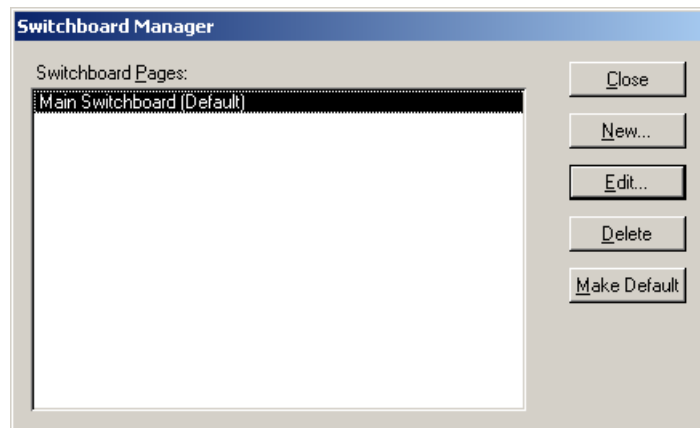 Switchboard Manager
Switchboard Pages:
Main Switchboard (Default)
Close
New...
Edit...
Delete
Make Default